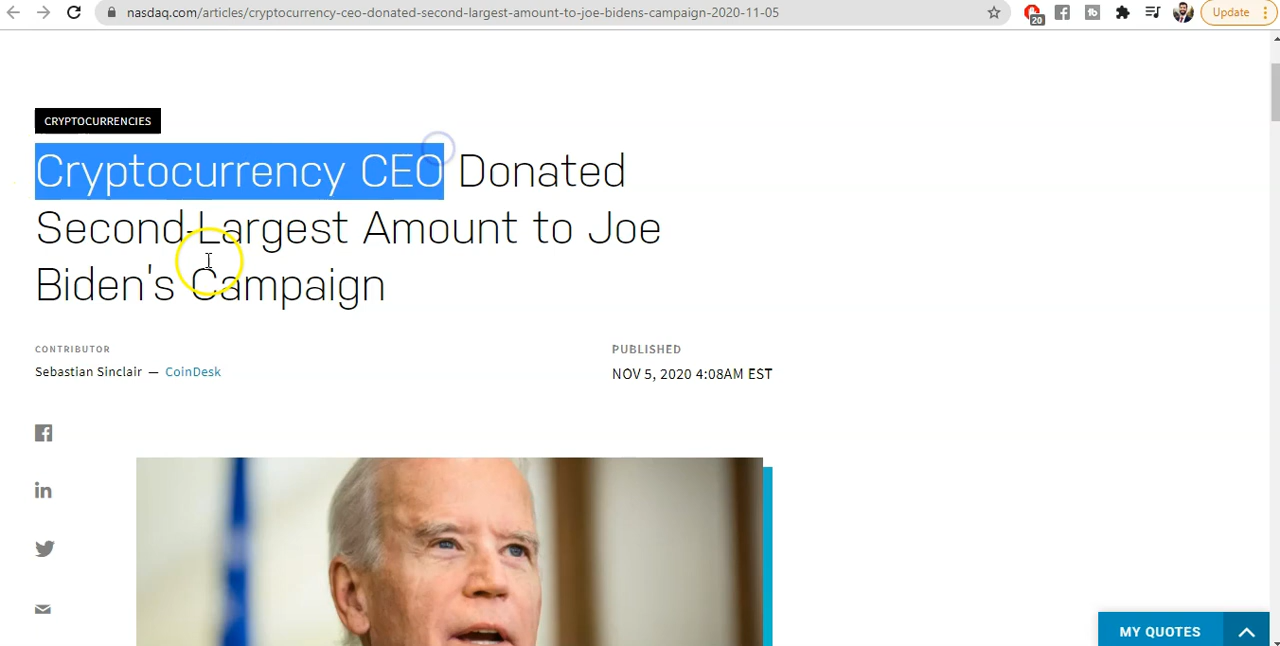 nasdaq.com/articles/cryptocurrency-ceo-donated-second-largest-amount-to-joe-bidens-campaign-2020-11-05
20
Update
CRYPTOCURRENCIES
Cryptocurrency CEO Donated
Second-Largest Amount to Joe
Biden's Campaign
CONTRIBUTOR
Sebastian Sinclair — CoinDesk
PUBLISHED
NOV 5, 2020 4:08AM EST
MY QUOTES